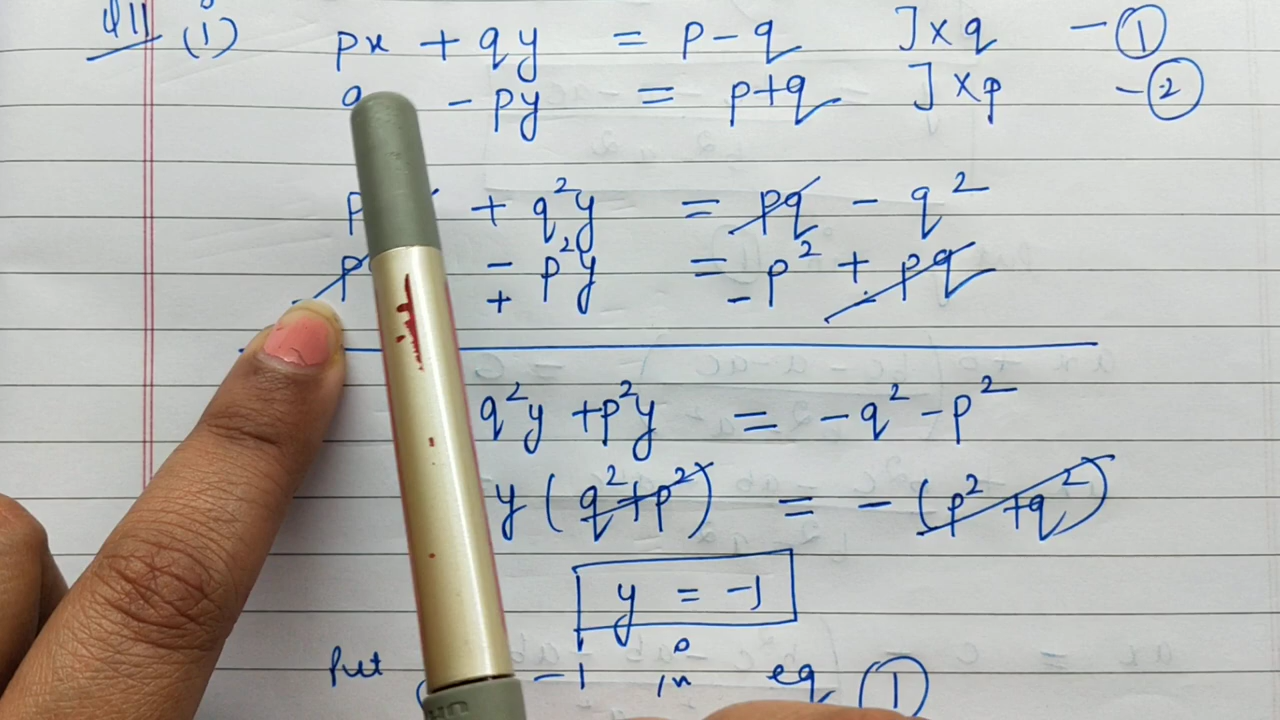 Q11 (1) px + qy = p - q ] × q - ①
- py = p + q ] × p - ②
p + q²y = pq - q²
p - p²y = p² + pq
- + - -
q²y + p²y = -q² - p²
y (q² + p²) = - (p² + q²)
y = -1
Put -1 in eq ①